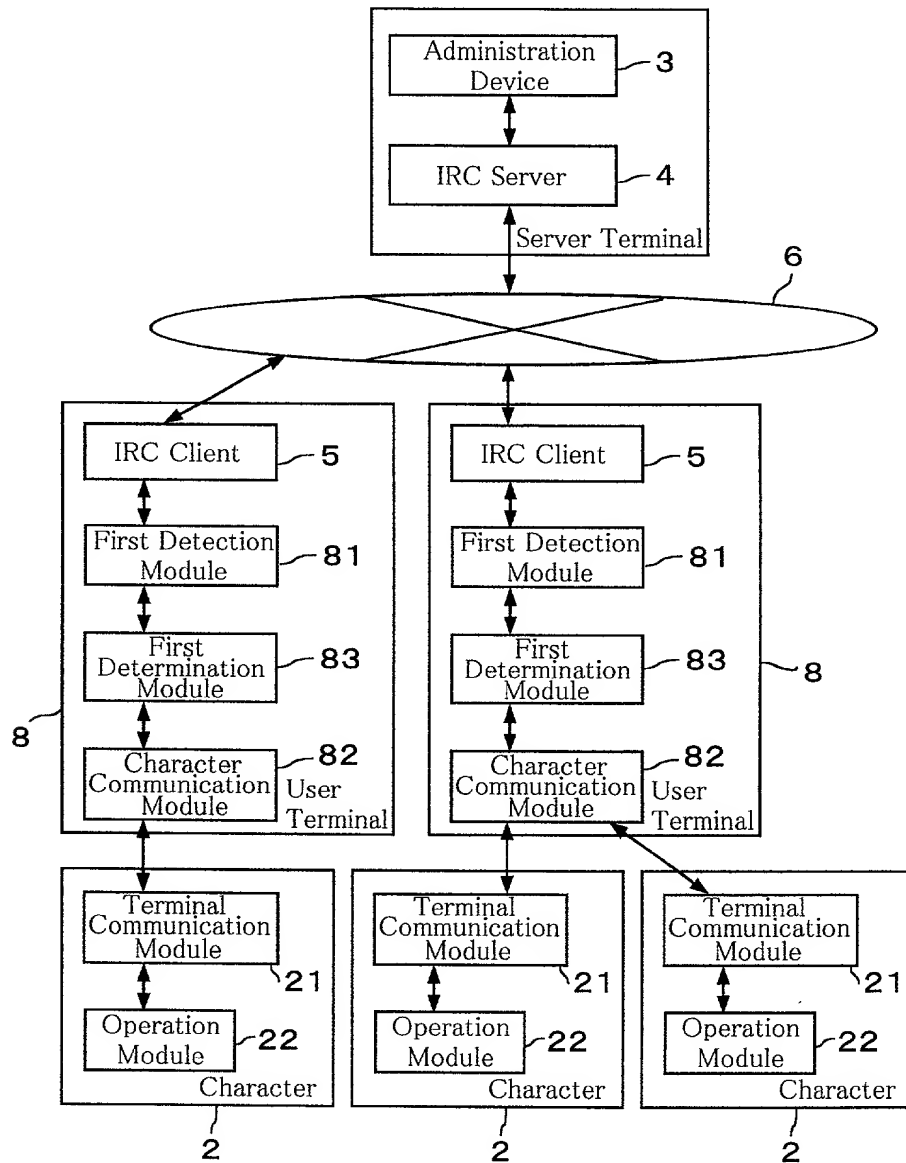 Administration
Device
3
IRC Server
4
Server Terminal
6
IRC Client
5
IRC Client
5
First Detection
Module
81
First Detection
Module
81
First
Determination
Module
83
First
Determination
Module
83
8
8
Character
Communication
Module
82
User
Terminal
Character
Communication
Module
82
User
Terminal
Terminal
Communication
Module
21
Terminal
Communication
Module
21
Terminal
Communication
Module
21
Operation
Module
22
Operation
Module
22
Operation
Module
22
Character
Character
Character
2
2
2